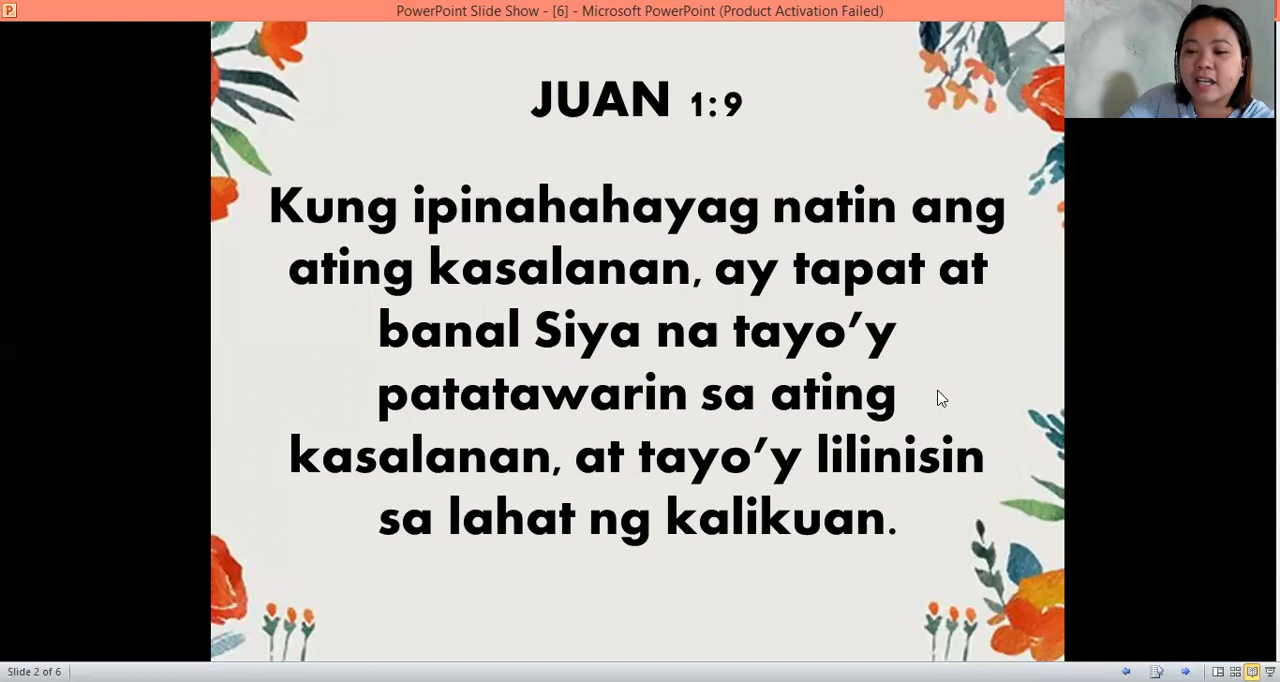 PowerPoint Slide Show - [6] - Microsoft PowerPoint (Product Activation Failed)
JUAN 1:9
Kung ipinahahayag natin ang
ating kasalanan, ay tapat at
banal Siya na tayo’y
patatawarin sa ating
kasalanan, at tayo’y lilinisin
sa lahat ng kalikuan.
Slide 2 of 6